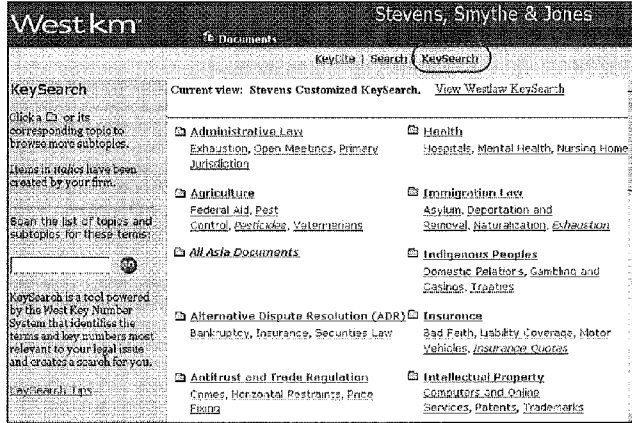 West km
Stevens, Smythe & Jones
Documents
KeyCite | Search | KeySearch
KeySearch
Click a or its
corresponding topic to
browse more subtopics.
Items in italics have been
created by your firm.
Scan the list of topics and
subtopics for these terms:
GO
KeySearch is a tool powered
by the West Key Number
System that identifies the
terms and key numbers most
relevant to your legal issue
and creates a search for you.
KeySearch Tips
Current view: Stevens Customized KeySearch. View Westlaw KeySearch
Administrative Law
Exhaustion, Open Meetings, Primary
Jurisdiction
Agriculture
Federal Aid, Pest
Control, Pesticides, Veternerians
All Asia Documents
Alternative Dispute Resolution (ADR)
Bankruptcy, Insurance, Securities Law
Antitrust and Trade Regulation
Crimes, Horizontal Restraints, Price
Fixing
Health
Hospitals, Mental Health, Nursing Home
Immigration Law
Asylum, Deportation and
Removal, Naturalization, Exhaustion
Indigenous Peoples
Domestic Relations, Gambling and
Casinos, Treaties
Insurance
Bad Faith, Liability Coverage, Motor
Vehicles, Insurance Quotas
Intellectual Property
Computers and Online
Services, Patents, Trademarks